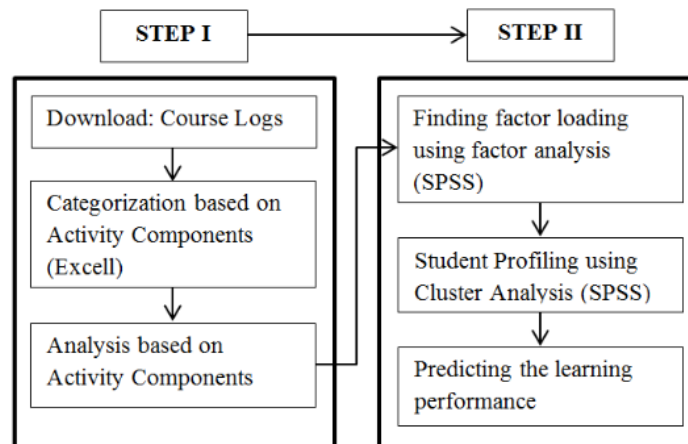 STEP I
STEP II
Download: Course Logs
Categorization based on
Activity Components
(Excell)
Analysis based on
Activity Components
Finding factor loading
using factor analysis
(SPSS)
Student Profiling using
Cluster Analysis (SPSS)
Predicting the learning
performance